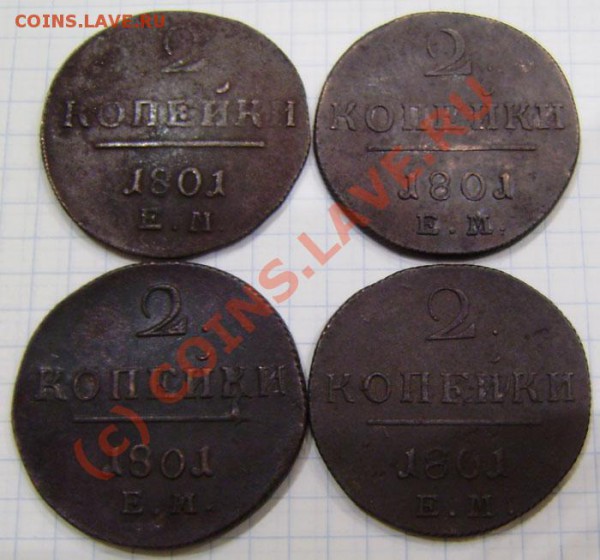 COINS.LAVE.RU
2
КОПЕЙКИ
1801
Е.М.
2.
КОПЕЙКИ
1801
Е.М.
2.
КОПЕЙКИ
1801
Е.М.
2.
КОПЕЙКИ
1801
Е.М.
(c) COINS.LAVE.RU